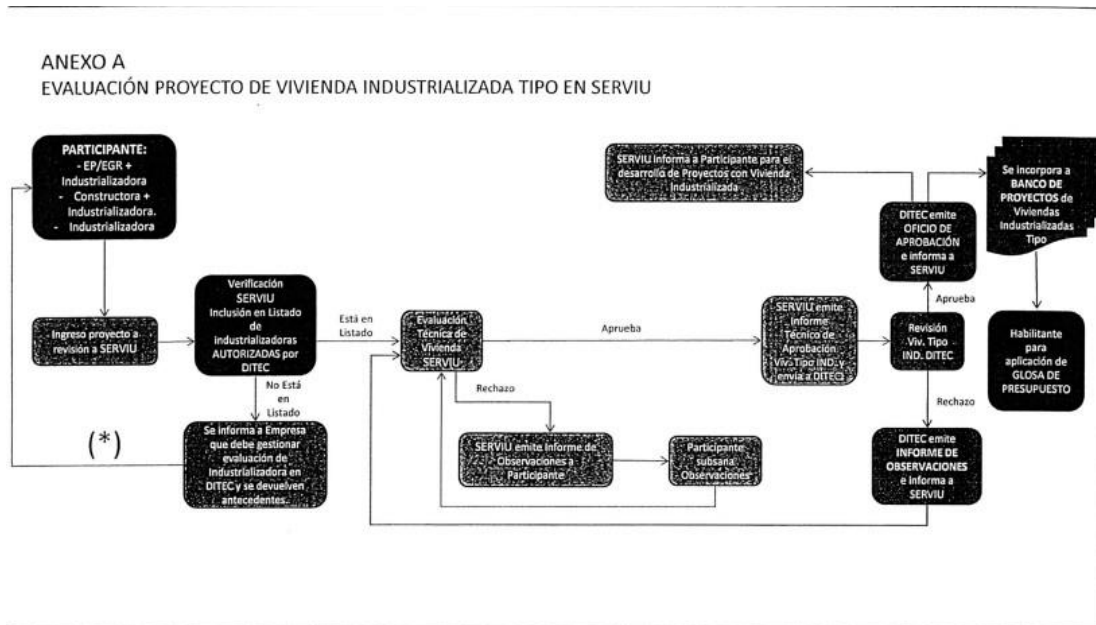 ANEXO A
EVALUACIÓN PROYECTO DE VIVIENDA INDUSTRIALIZADA TIPO EN SERVIU
PARTICIPANTE:
- EP/EGR +
Industrializadora
- Constructora +
Industrializadora.
- Industrializadora
Ingreso proyecto a
revisión a SERVIU
Verificación
SERVIU
Inclusión en Listado
de
industrializadoras
AUTORIZADAS por
DITEC
Está en
Listado
No Está
en
Listado
(*)
Se informa a Empresa
que debe gestionar
evaluación de
Industrializadora en
DITEC y se devuelven
antecedentes.
Evaluación
Técnica de
Vivienda
SERVIU
Aprueba
Rechazo
SERVIU emite Informe de
Observaciones a
Participante
Participante
subsana
Observaciones
SERVIU emite
Informe
Técnico de
Aprobación
Viv. Tipo IND. y
envía a DITEC
Revisión
Viv. Tipo
IND. DITEC
Aprueba
Rechazo
DITEC emite
OFICIO DE
APROBACIÓN
e informa a
SERVIU
SERVIU Informa a Participante para el
desarrollo de Proyectos con Vivienda
Industrializada
Se incorpora a
BANCO DE
PROYECTOS de
Viviendas
Industrializadas
Tipo
Habilitante
para
aplicación de
GLOSA DE
PRESUPUESTO
DITEC emite
INFORME DE
OBSERVACIONES
e Informa a
SERVIU